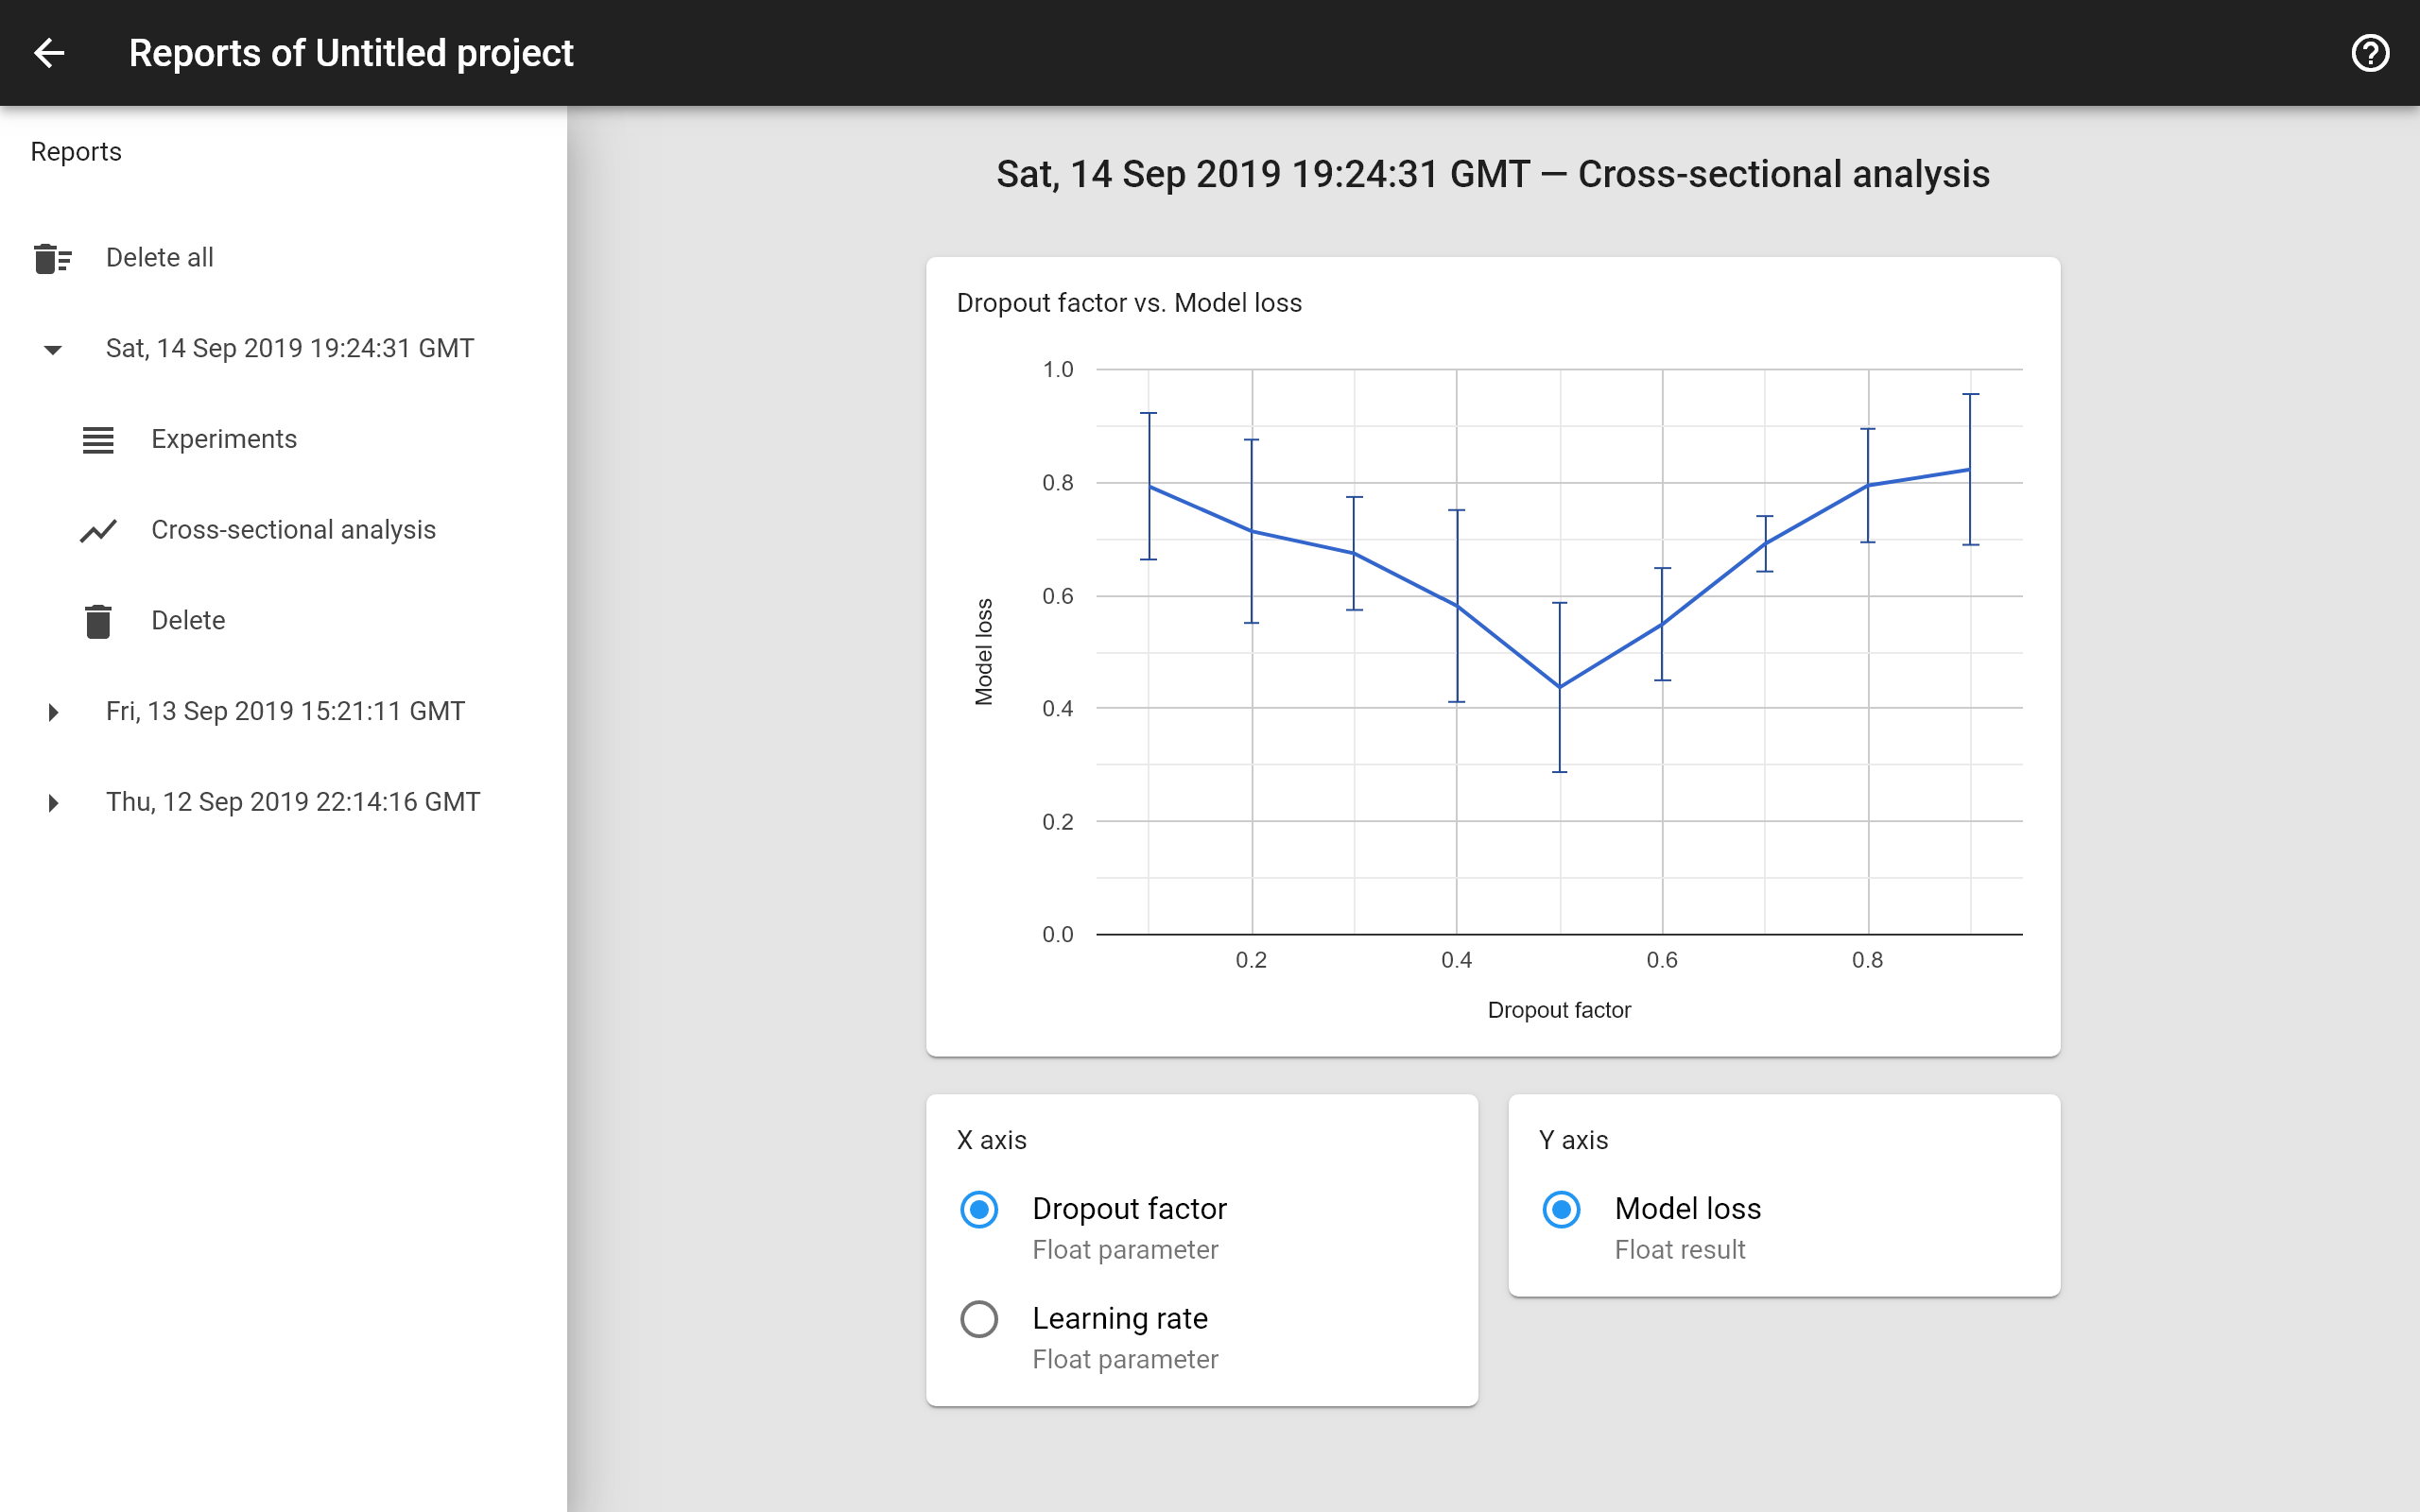 Reports of Untitled project
Reports
Delete all
Sat, 14 Sep 2019 19:24:31 GMT
Experiments
Cross-sectional analysis
Delete
Fri, 13 Sep 2019 15:21:11 GMT
Thu, 12 Sep 2019 22:14:16 GMT
Sat, 14 Sep 2019 19:24:31 GMT — Cross-sectional analysis
Dropout factor vs. Model loss
1.0
0.8
0.6
0.4
0.2
0.0
Model loss
0.2 0.4 0.6 0.8
Dropout factor
X axis
Dropout factor
Float parameter
Learning rate
Float parameter
Y axis
Model loss
Float result